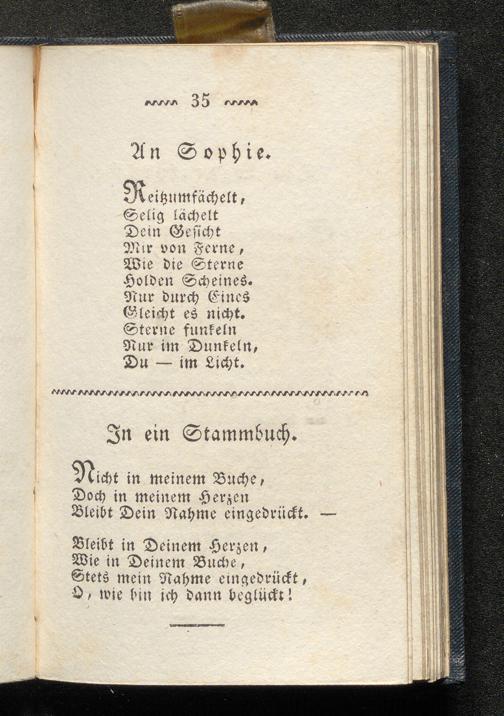 35
An Sophie.
Reitzumfächelt,
Selig lächelt
Dein Gesicht
Mir von Ferne,
Wie die Sterne
Holden Scheines.
Nur durch Eines
Gleicht es nicht.
Sterne funkeln
Nur im Dunkeln,
Du — im Licht.
In ein Stammbuch.
Nicht in meinem Buche,
Doch in meinem Herzen
Bleibt Dein Nahme eingedrückt. —
Bleibt in Deinem Herzen,
Wie in Deinem Buche,
Stets mein Nahme eingedrückt,
O, wie bin ich dann beglückt!